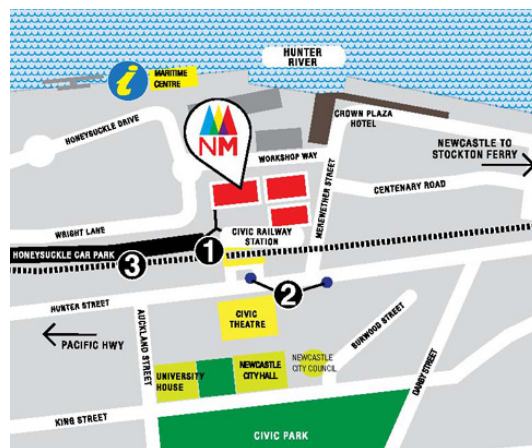 HUNTER
RIVER
i
MARITIME
CENTRE
CROWN PLAZA
HOTEL
HONEYSUCKLE DRIVE
NM
NEWCASTLE TO
STOCKTON FERRY
WORKSHOP WAY
MEREWETHER STREET
CENTENARY ROAD
WRIGHT LANE
CIVIC RAILWAY
STATION
1
HONEYSUCKLE CAR PARK
3
2
HUNTER STREET
AUCKLAND STREET
CIVIC
THEATRE
BURWOOD STREET
PACIFIC HWY
UNIVERSITY
HOUSE
NEWCASTLE
CITY HALL
NEWCASTLE
CITY COUNCIL
DARBY STREET
KING STREET
CIVIC PARK